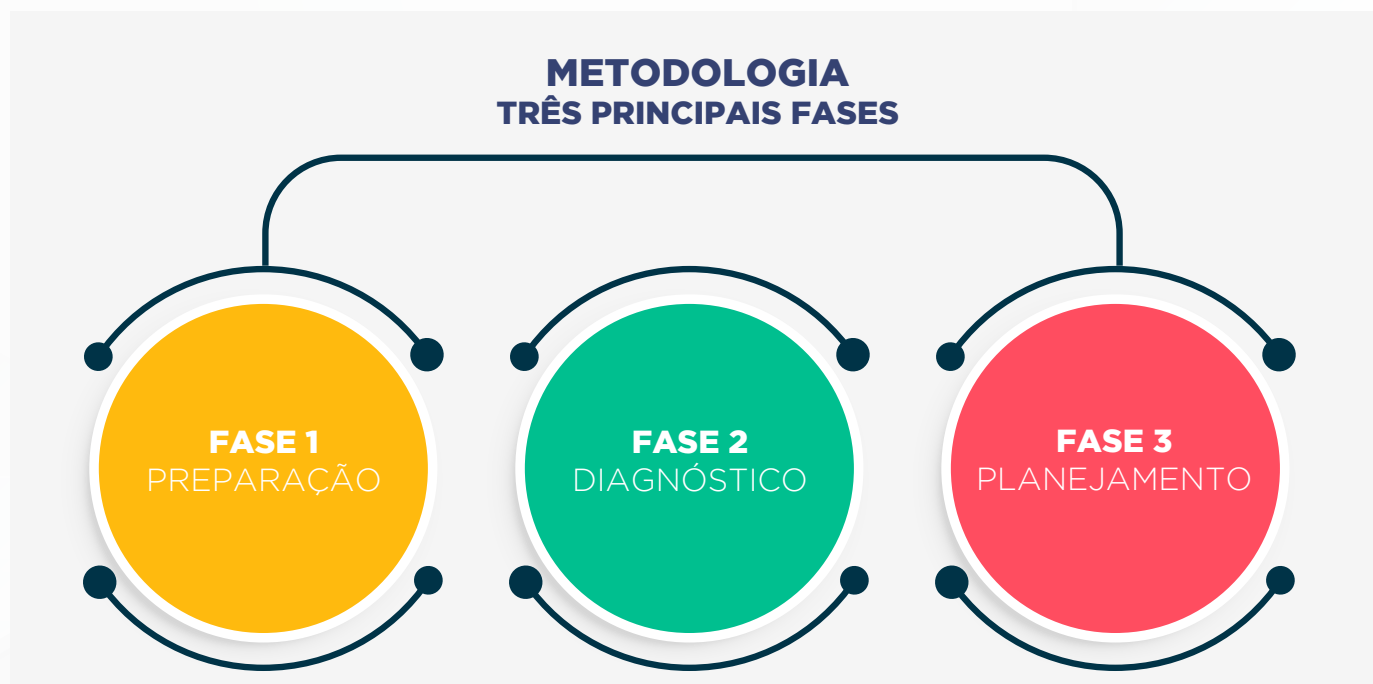 METODOLOGIA
TRÊS PRINCIPAIS FASES
FASE 1
PREPARAÇÃO
FASE 2
DIAGNÓSTICO
FASE 3
PLANEJAMENTO